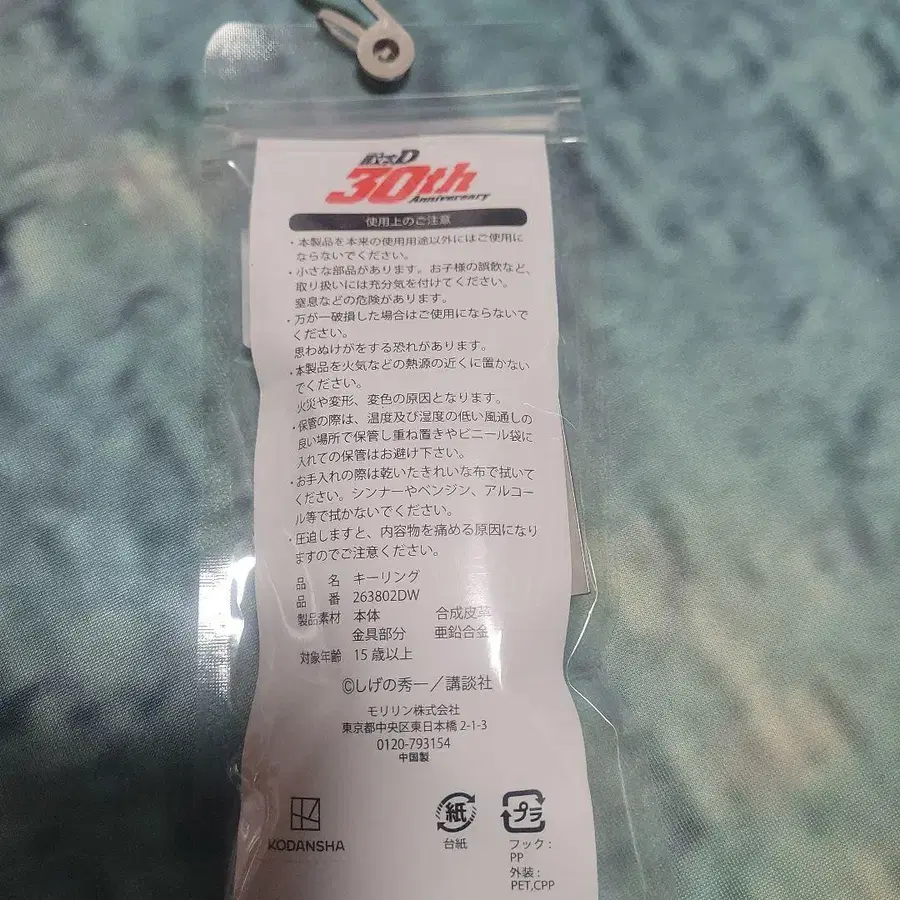 頭文字D
30th
Anniversary
使用上のご注意
・本製品を本来の使用用途以外にはご使用に
ならないでください。
・小さな部品があります。お子様の誤飲など、
取り扱いには充分気を付けてください。
窒息などの危険があります。
・万が一破損した場合はご使用にならないで
ください。
思わぬけがをする恐れがあります。
・本製品を火気などの熱源の近くに置かない
でください。
火災や変形、変色の原因となります。
・保管の際は、温度及び湿度の低い風通しの
良い場所で保管し重ね置きやビニール袋に
入れての保管はお避け下さい。
・お手入れの際は乾いたきれいな布で拭いて
ください。シンナーやベンジン、アルコー
ル等で拭かないでください。
・圧迫しますと、内容物を痛める原因になり
ますのでご注意ください。
品 名 キーリング
品 番 263802DW
製品素材 本体 合成皮革
金具部分 亜鉛合金
対象年齢 15歳以上
©しげの秀一／講談社
モリリン株式会社
東京都中央区東日本橋 2-1-3
0120-793154
中国製
KODANSHA
紙
台紙
プラ
フック：
PP
外装：
PET,CPP